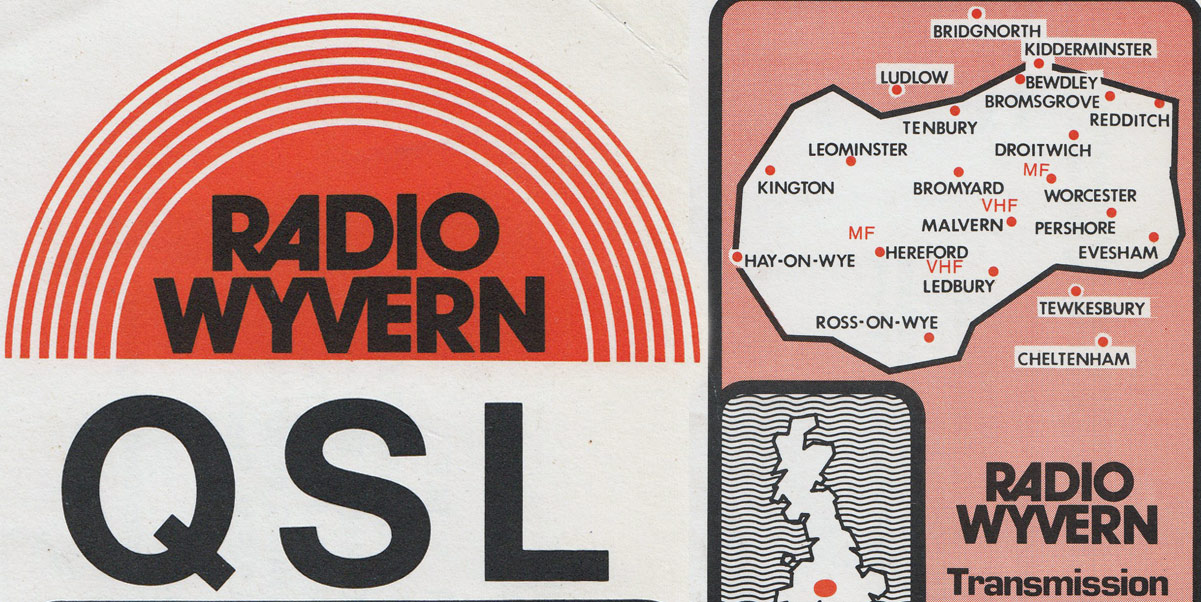 RADIO
WYVERN
QSL
BRIDGNORTH
KIDDERMINSTER
LUDLOW
BEWDLEY
BROMSGROVE
REDDITCH
TENBURY
LEOMINSTER
DROITWICH
MF
KINGTON
BROMYARD
WORCESTER
VHF
MALVERN
PERSHORE
MF
HEREFORD
EVESHAM
HAY-ON-WYE
VHF
LEDBURY
TEWKESBURY
ROSS-ON-WYE
CHELTENHAM
RADIO
WYVERN
Transmission